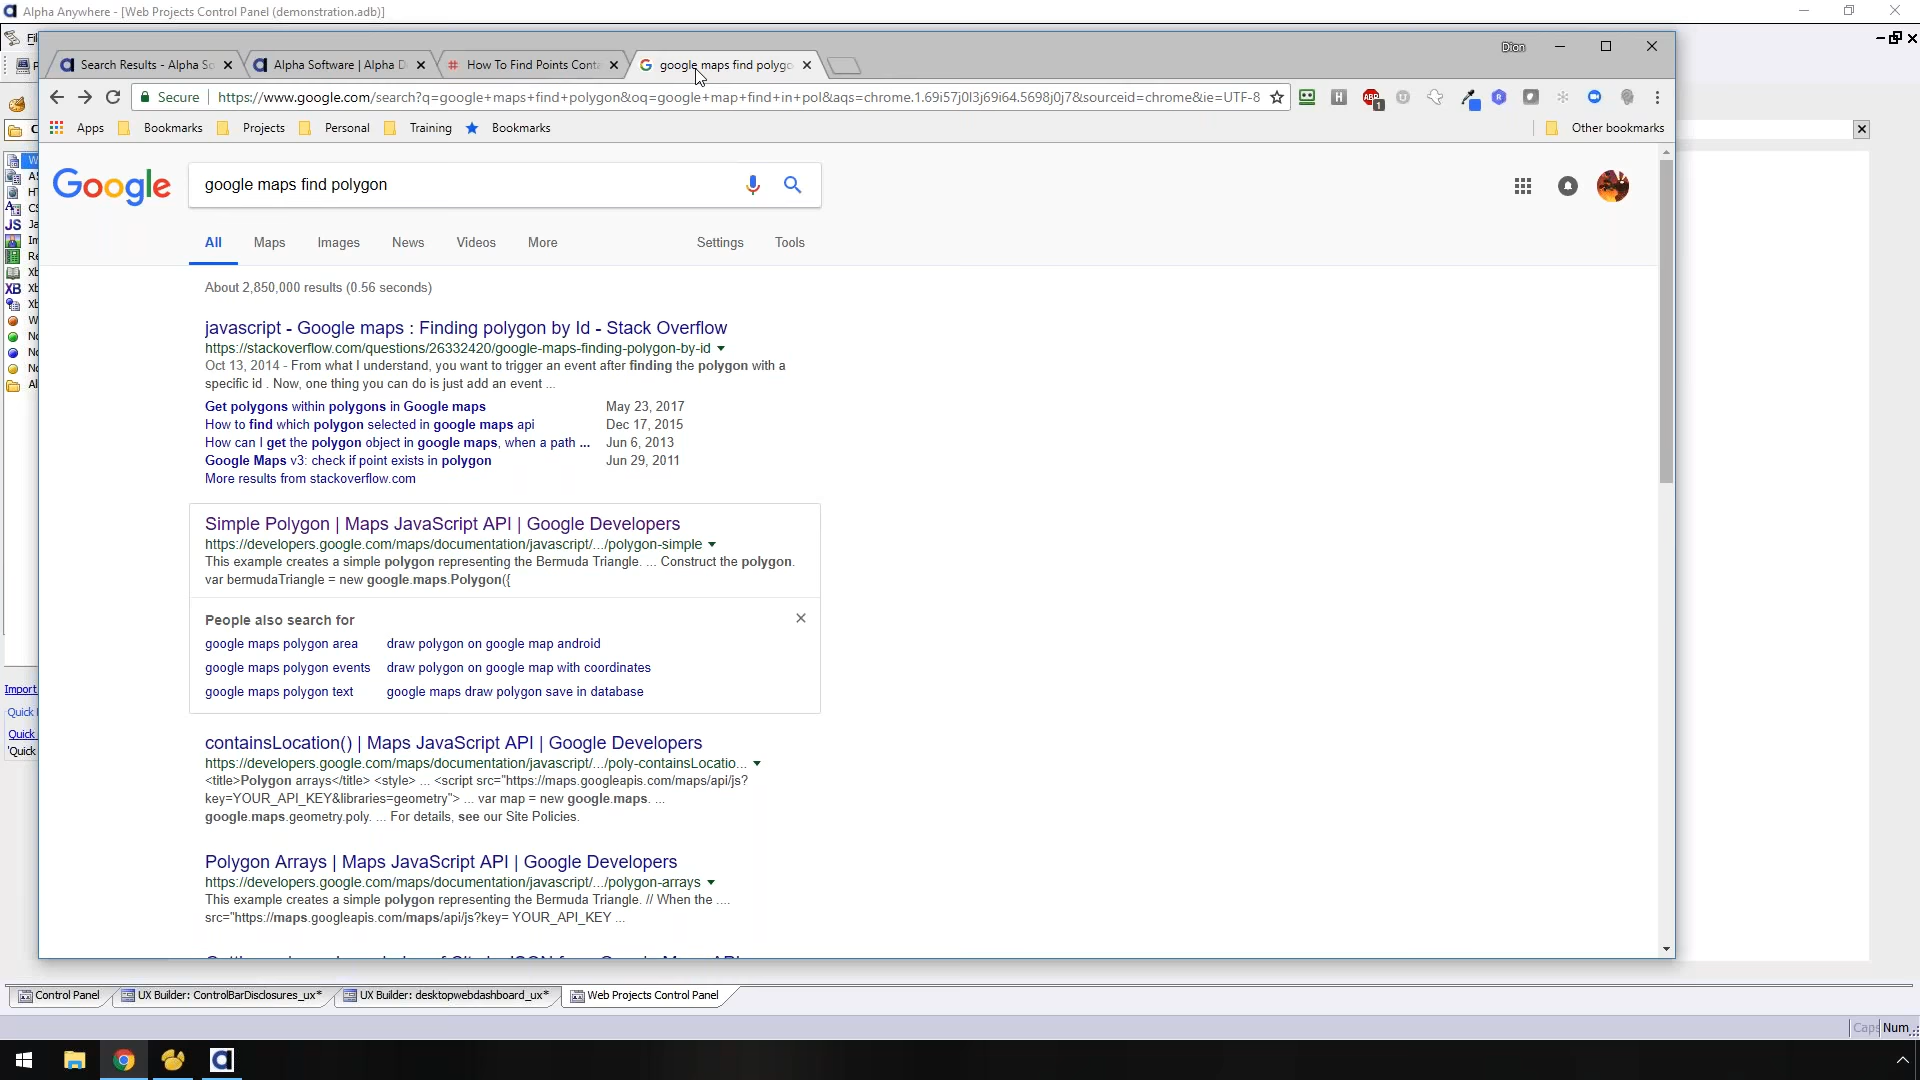 Alpha Anywhere - [Web Projects Control Panel (demonstration.adb)]
Dion
Search Results - Alpha So
Alpha Software | Alpha D
How To Find Points Conta
google maps find polygo
Secure
https://www.google.com/search?q=google+maps+find+polygon&oq=google+map+find+in+pol&aqs=chrome.1.69i57j0l3j69i64.5698j0j7&sourceid=chrome&ie=UTF-8
Apps
Bookmarks
Projects
Personal
Training
Bookmarks
Other bookmarks
Google
google maps find polygon
All
Maps
Images
News
Videos
More
Settings
Tools
About 2,850,000 results (0.56 seconds)
javascript - Google maps : Finding polygon by Id - Stack Overflow
https://stackoverflow.com/questions/26332420/google-maps-finding-polygon-by-id
Oct 13, 2014 - From what I understand, you want to trigger an event after finding the polygon with a
specific id . Now, one thing you can do is just add an event ...
Get polygons within polygons in Google maps May 23, 2017
How to find which polygon selected in google maps api Dec 17, 2015
How can I get the polygon object in google maps, when a path ... Jun 6, 2013
Google Maps v3: check if point exists in polygon Jun 29, 2011
More results from stackoverflow.com
Simple Polygon | Maps JavaScript API | Google Developers
https://developers.google.com/maps/documentation/javascript/.../polygon-simple
This example creates a simple polygon representing the Bermuda Triangle. ... Construct the polygon.
var bermudaTriangle = new google.maps.Polygon({
People also search for
google maps polygon area draw polygon on google map android
google maps polygon events draw polygon on google map with coordinates
google maps polygon text google maps draw polygon save in database
containsLocation() | Maps JavaScript API | Google Developers
https://developers.google.com/maps/documentation/javascript/.../poly-containsLocatio...
<title>Polygon arrays</title> <style> ... <script src="https://maps.googleapis.com/maps/api/js?
key=YOUR_API_KEY&libraries=geometry"> ... var map = new google.maps. ...
google.maps.geometry.poly. ... For details, see our Site Policies.
Polygon Arrays | Maps JavaScript API | Google Developers
https://developers.google.com/maps/documentation/javascript/.../polygon-arrays
This example creates a simple polygon representing the Bermuda Triangle. // When the ....
src="https://maps.googleapis.com/maps/api/js?key= YOUR_API_KEY ...
Import
Quick
Quick
'Quick
Control Panel
UX Builder: ControlBarDisclosures_ux*
UX Builder: desktopwebdashboard_ux*
Web Projects Control Panel
Caps
Num